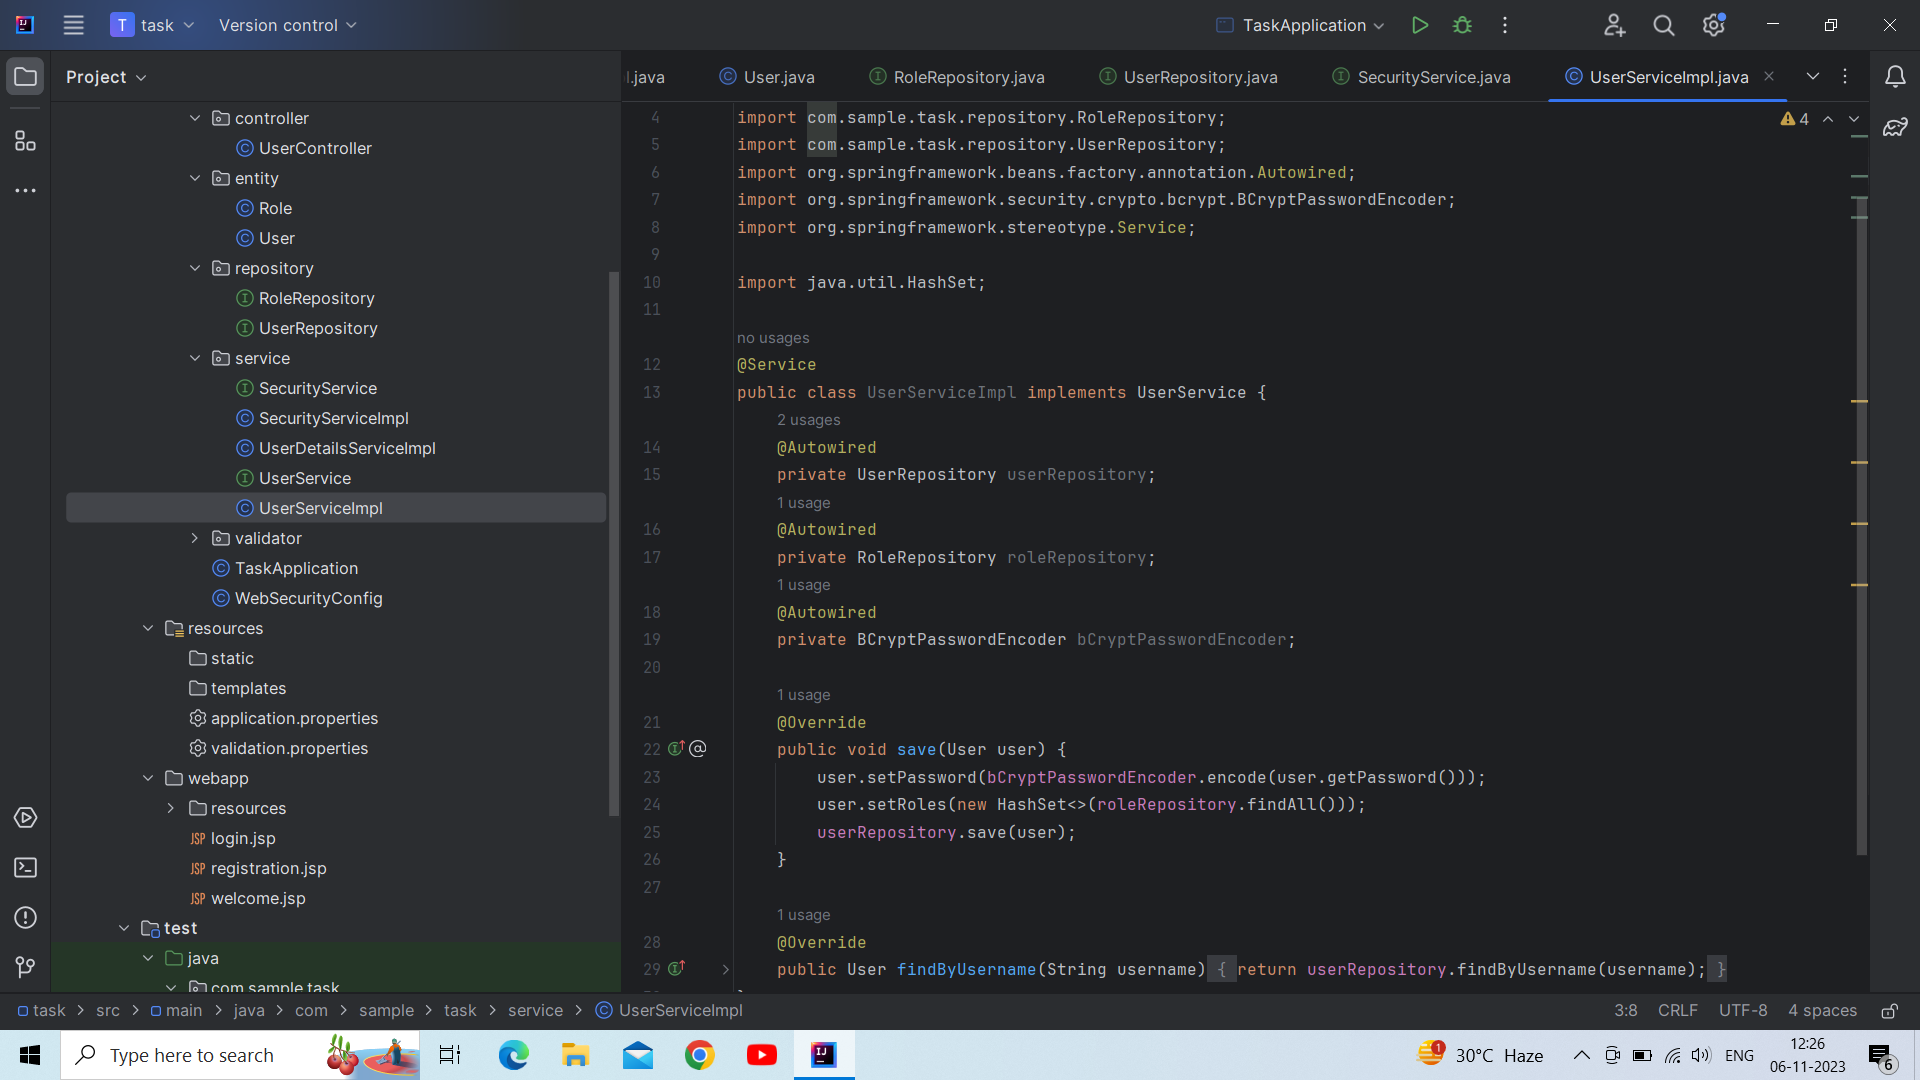 T task Version control TaskApplication
Project
l.java User.java RoleRepository.java UserRepository.java SecurityService.java UserServiceImpl.java
controller
UserController
entity
Role
User
repository
RoleRepository
UserRepository
service
SecurityService
SecurityServiceImpl
UserDetailsServiceImpl
UserService
UserServiceImpl
validator
TaskApplication
WebSecurityConfig
resources
static
templates
application.properties
validation.properties
webapp
resources
JSP login.jsp
JSP registration.jsp
JSP welcome.jsp
test
java
com.sample.task
4
4 import com.sample.task.repository.RoleRepository;
5 import com.sample.task.repository.UserRepository;
6 import org.springframework.beans.factory.annotation.Autowired;
7 import org.springframework.security.crypto.bcrypt.BCryptPasswordEncoder;
8 import org.springframework.stereotype.Service;
9
10 import java.util.HashSet;
11
no usages
12 @Service
13 public class UserServiceImpl implements UserService {
2 usages
14 @Autowired
15 private UserRepository userRepository;
1 usage
16 @Autowired
17 private RoleRepository roleRepository;
1 usage
18 @Autowired
19 private BCryptPasswordEncoder bCryptPasswordEncoder;
20
1 usage
21 @Override
22 public void save(User user) {
23 user.setPassword(bCryptPasswordEncoder.encode(user.getPassword()));
24 user.setRoles(new HashSet<>(roleRepository.findAll()));
25 userRepository.save(user);
26 }
27
1 usage
28 @Override
29 public User findByUsername(String username) { return userRepository.findByUsername(username); }
task > src > main > java > com > sample > task > service > UserServiceImpl 3:8 CRLF UTF-8 4 spaces
Type here to search 30°C Haze ENG 12:26
06-11-2023 6